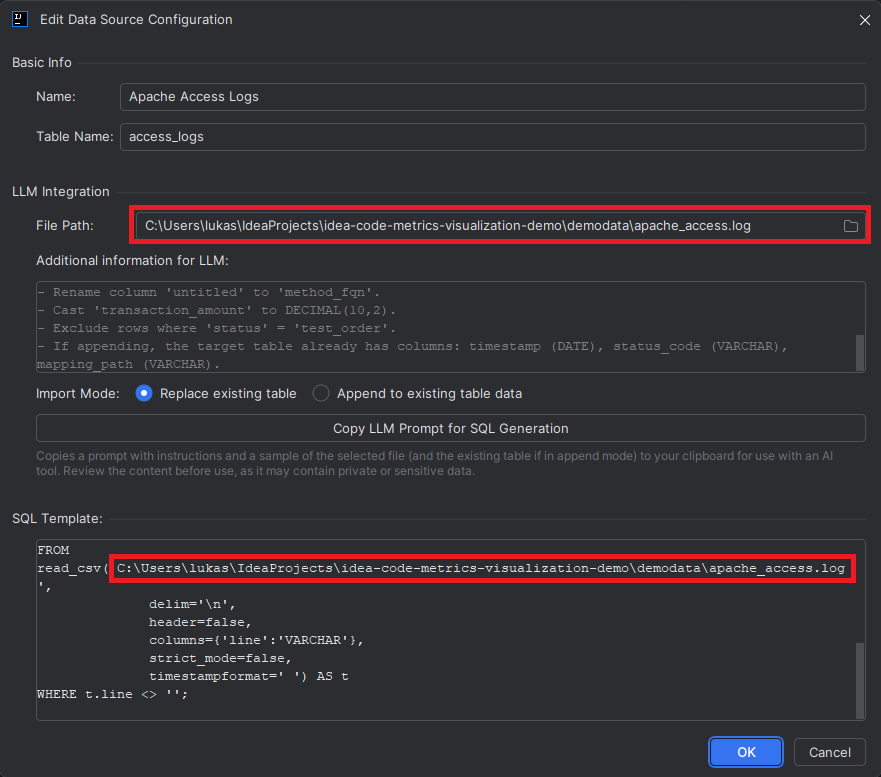 Edit Data Source Configuration
Basic Info
Name: Apache Access Logs
Table Name: access_logs
LLM Integration
File Path: C:\Users\lukas\IdeaProjects\idea-code-metrics-visualization-demo\demodata\apache_access.log
Additional information for LLM:
- Rename column 'untitled' to 'method_fqn'.
- Cast 'transaction_amount' to DECIMAL(10,2).
- Exclude rows where 'status' = 'test_order'.
- If appending, the target table already has columns: timestamp (DATE), status_code (VARCHAR),
mapping_path (VARCHAR).
Import Mode: Replace existing table Append to existing table data
Copy LLM Prompt for SQL Generation
Copies a prompt with instructions and a sample of the selected file (and the existing table if in append mode) to your clipboard for use with an AI
tool. Review the content before use, as it may contain private or sensitive data.
SQL Template:
FROM
read_csv( C:\Users\lukas\IdeaProjects\idea-code-metrics-visualization-demo\demodata\apache_access.log
',
delim='\n',
header=false,
columns={'line':'VARCHAR'},
strict_mode=false,
timestampformat=' ') AS t
WHERE t.line <> '';
OK Cancel